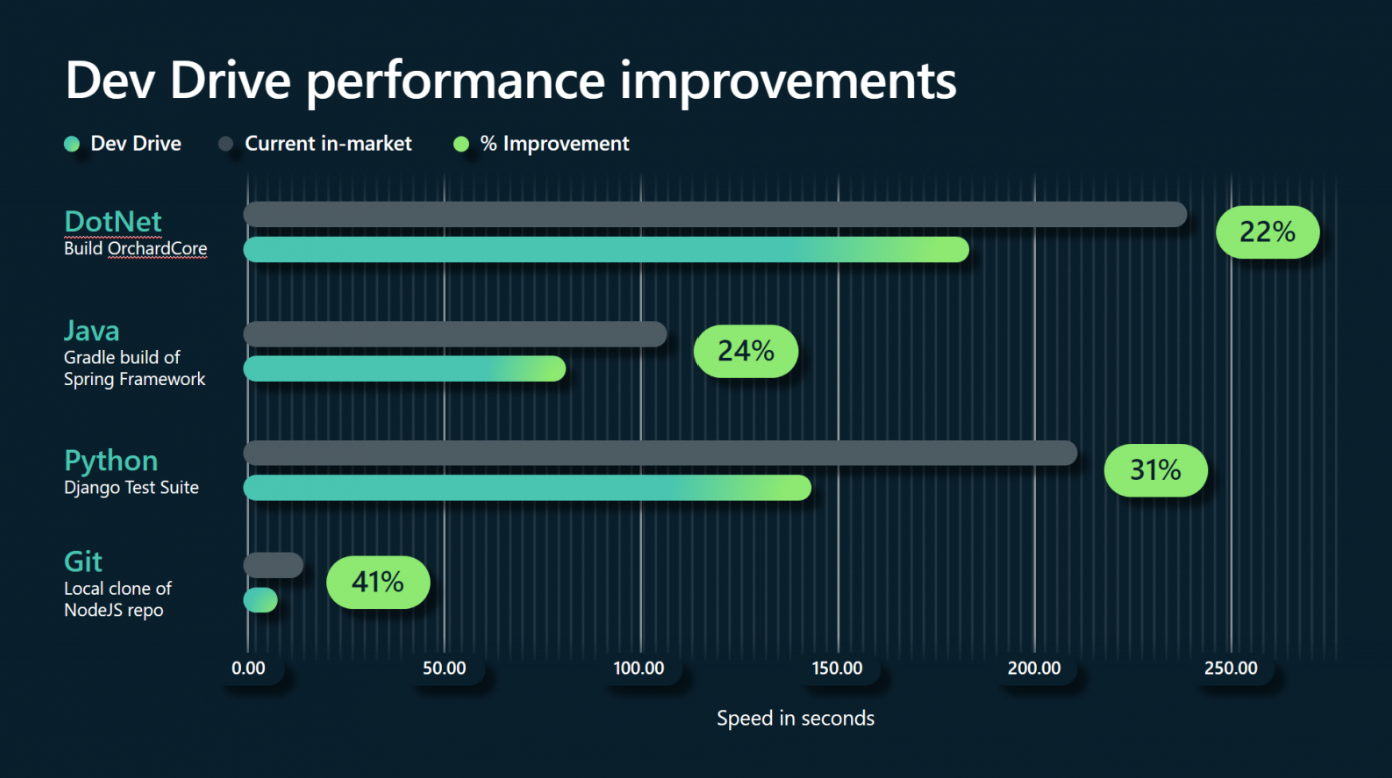 Dev Drive performance improvements
Dev Drive Current in-market % Improvement
DotNet
Build OrchardCore
22%
Java
Gradle build of
Spring Framework
24%
Python
Django Test Suite
31%
Git
Local clone of
NodeJS repo
41%
0.00 50.00 100.00 150.00 200.00 250.00
Speed in seconds